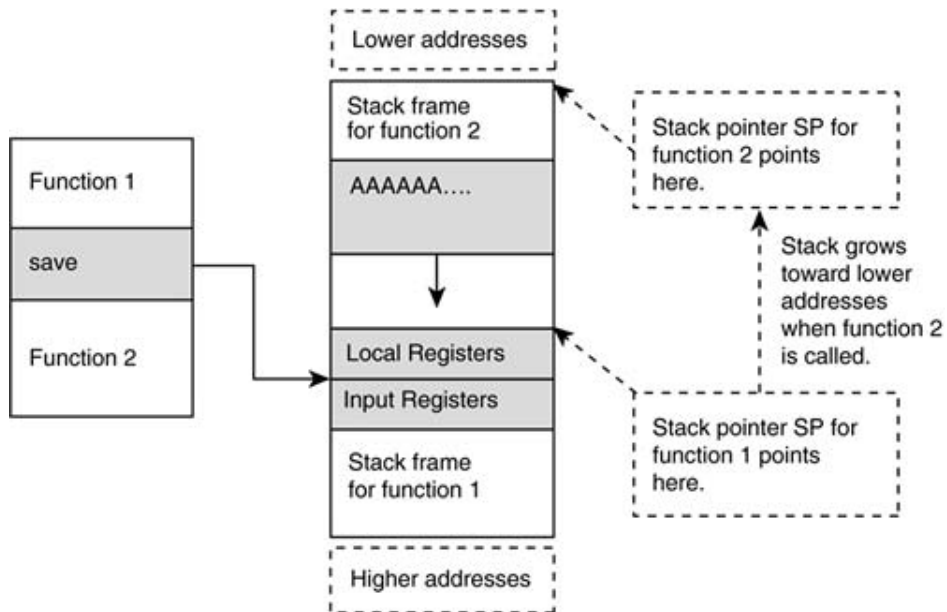 Lower addresses
Stack frame
for function 2
AAAAAA....
Local Registers
Input Registers
Stack frame
for function 1
Higher addresses
Function 1
save
Function 2
Stack pointer SP for
function 2 points
here.
Stack grows
toward lower
addresses
when function 2
is called.
Stack pointer SP for
function 1 points
here.